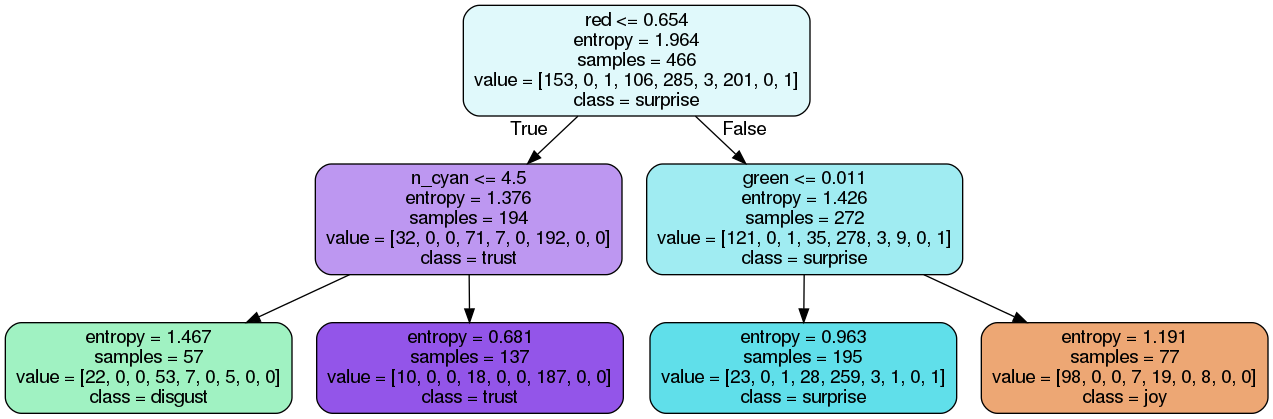 red <= 0.654
entropy = 1.964
samples = 466
value = [153, 0, 1, 106, 285, 3, 201, 0, 1]
class = surprise
True
False
n_cyan <= 4.5
entropy = 1.376
samples = 194
value = [32, 0, 0, 71, 7, 0, 192, 0, 0]
class = trust
green <= 0.011
entropy = 1.426
samples = 272
value = [121, 0, 1, 35, 278, 3, 9, 0, 1]
class = surprise
entropy = 1.467
samples = 57
value = [22, 0, 0, 53, 7, 0, 5, 0, 0]
class = disgust
entropy = 0.681
samples = 137
value = [10, 0, 0, 18, 0, 0, 187, 0, 0]
class = trust
entropy = 0.963
samples = 195
value = [23, 0, 1, 28, 259, 3, 1, 0, 1]
class = surprise
entropy = 1.191
samples = 77
value = [98, 0, 0, 7, 19, 0, 8, 0, 0]
class = joy